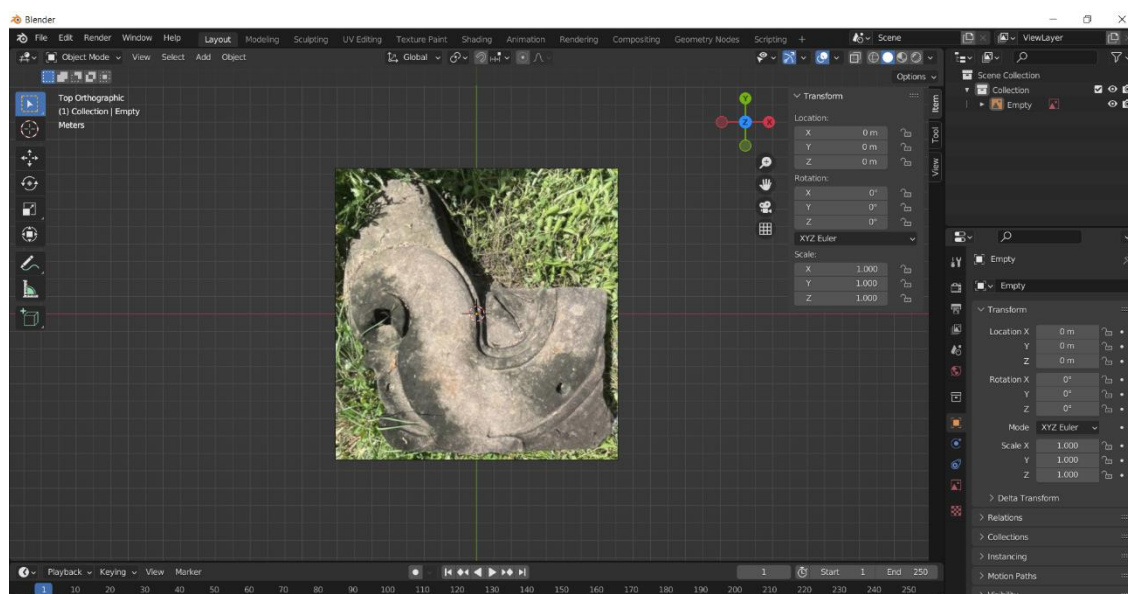 Blender
File Edit Render Window Help Layout Modeling Sculpting UV Editing Texture Paint Shading Animation Rendering Compositing Geometry Nodes Scripting + Scene ViewLayer
Object Mode View Select Add Object Global
Options
Top Orthographic
(1) Collection | Empty
Meters
Y
Z
X
Transform
Location:
X 0 m
Y 0 m
Z 0 m
Rotation:
X 0°
Y 0°
Z 0°
XYZ Euler
Scale:
X 1.000
Y 1.000
Z 1.000
Item
Tool
View
Scene Collection
Collection
Empty
Empty
Empty
Transform
Location X 0 m
Y 0 m
Z 0 m
Rotation X 0°
Y 0°
Z 0°
Mode XYZ Euler
Scale X 1.000
Y 1.000
Z 1.000
Delta Transform
Relations
Collections
Instancing
Motion Paths
Playback Keying View Marker 1 Start 1 End 250
1 10 20 30 40 50 60 70 80 90 100 110 120 130 140 150 160 170 180 190 200 210 220 230 240 250